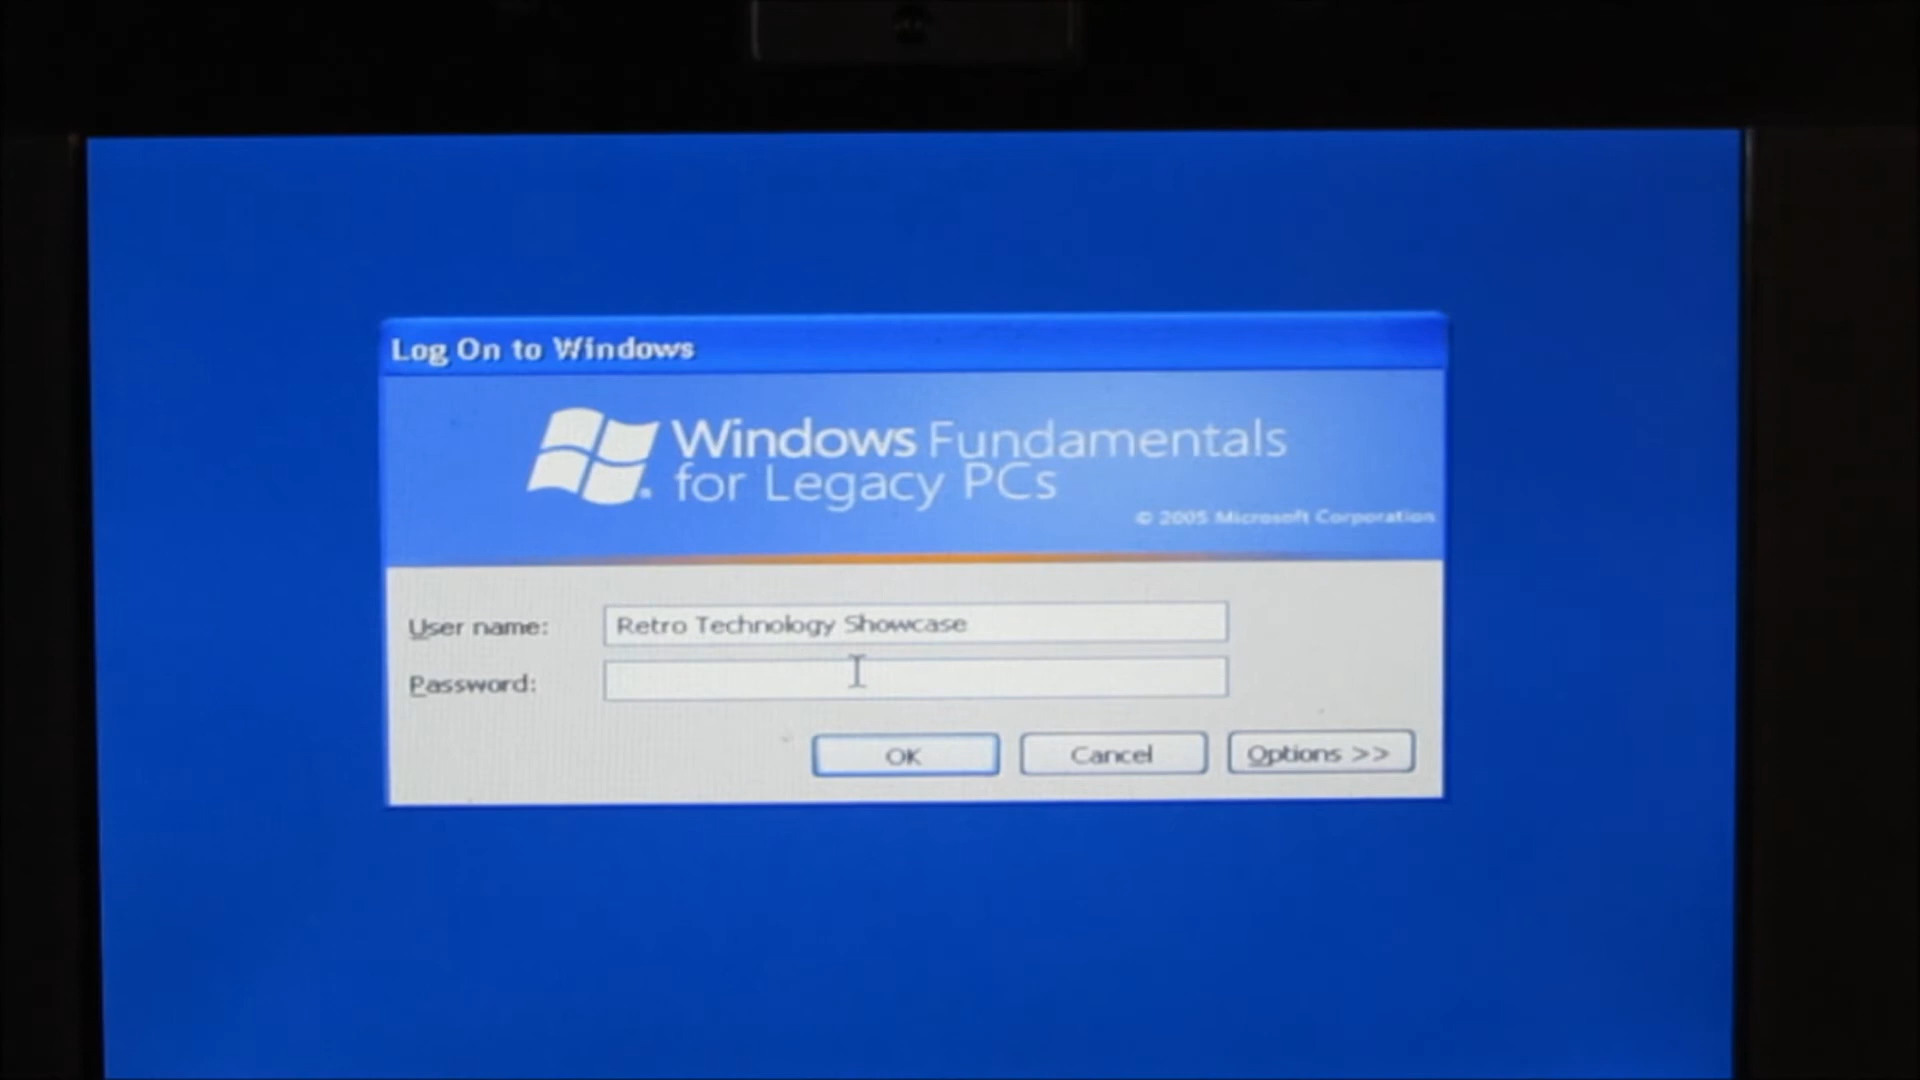 Log On to Windows
Windows Fundamentals
for Legacy PCs
© 2005 Microsoft Corporation
User name: Retro Technology Showcase
Password:
OK Cancel Options >>